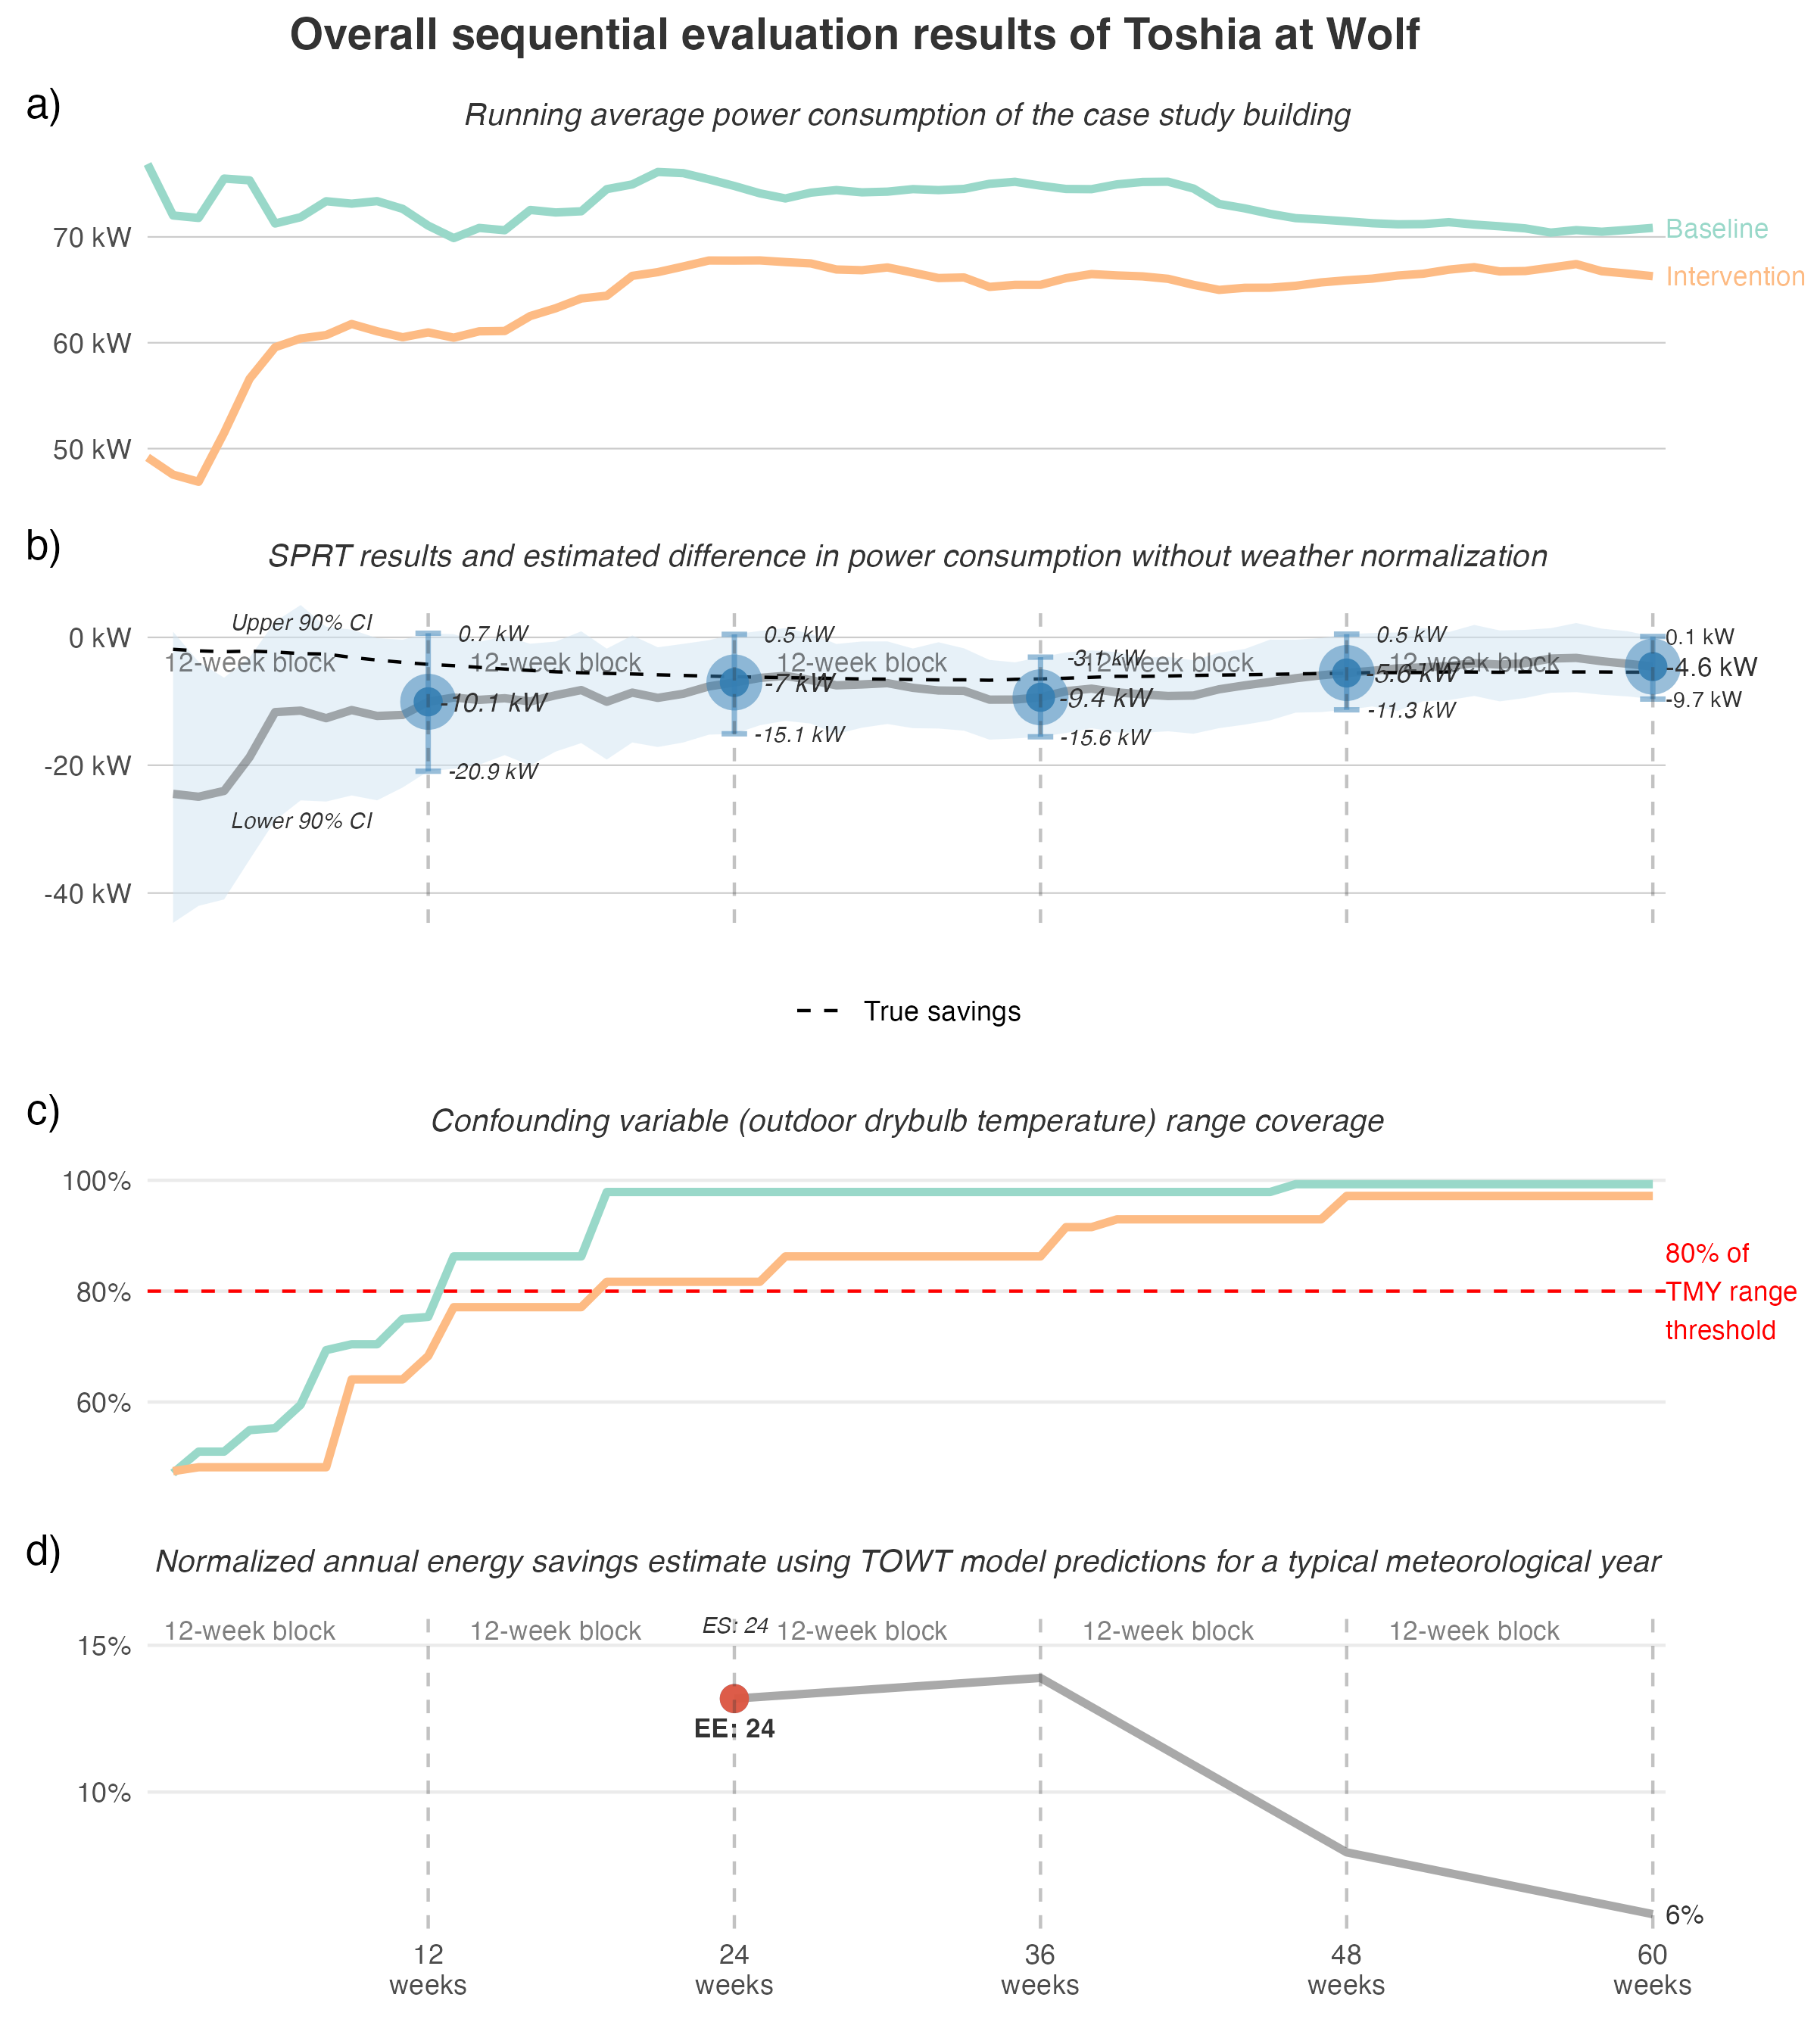 Overall sequential evaluation results of Toshia at Wolf
a)
Running average power consumption of the case study building
70 kW
60 kW
50 kW
Baseline
Intervention
b)
SPRT results and estimated difference in power consumption without weather normalization
0 kW
-20 kW
-40 kW
Upper 90% CI
Lower 90% CI
12-week block
12-week block
12-week block
12-week block
12-week block
0.7 kW
-10.1 kW
-20.9 kW
0.5 kW
-7 kW
-15.1 kW
-3.1 kW
-9.4 kW
-15.6 kW
0.5 kW
-5.6 kW
-11.3 kW
0.1 kW
-4.6 kW
-9.7 kW
True savings
c)
Confounding variable (outdoor drybulb temperature) range coverage
100%
80%
60%
80% of
TMY range
threshold
d)
Normalized annual energy savings estimate using TOWT model predictions for a typical meteorological year
12-week block
12-week block
ES: 24
12-week block
12-week block
12-week block
15%
10%
EE: 24
6%
12
weeks
24
weeks
36
weeks
48
weeks
60
weeks